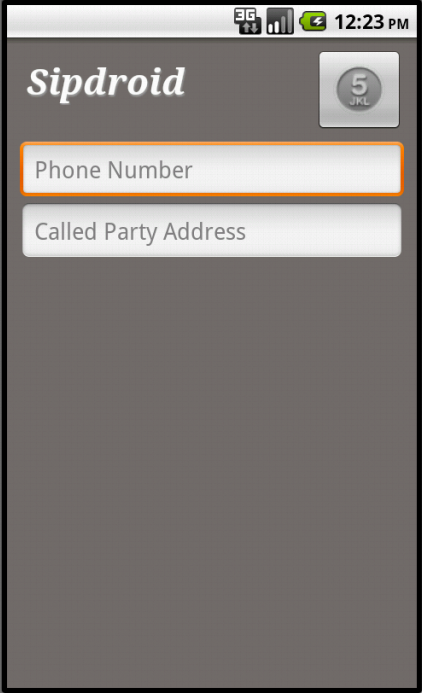 3G
12:23 PM
Sipdroid
5
JKL
Phone Number
Called Party Address